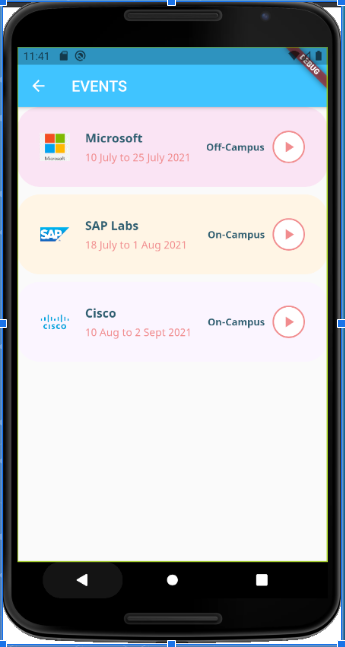 11:41
DEBUG
EVENTS
Microsoft
Microsoft
10 July to 25 July 2021
Off-Campus
SAP
SAP Labs
18 July to 1 Aug 2021
On-Campus
CISCO
Cisco
10 Aug to 2 Sept 2021
On-Campus